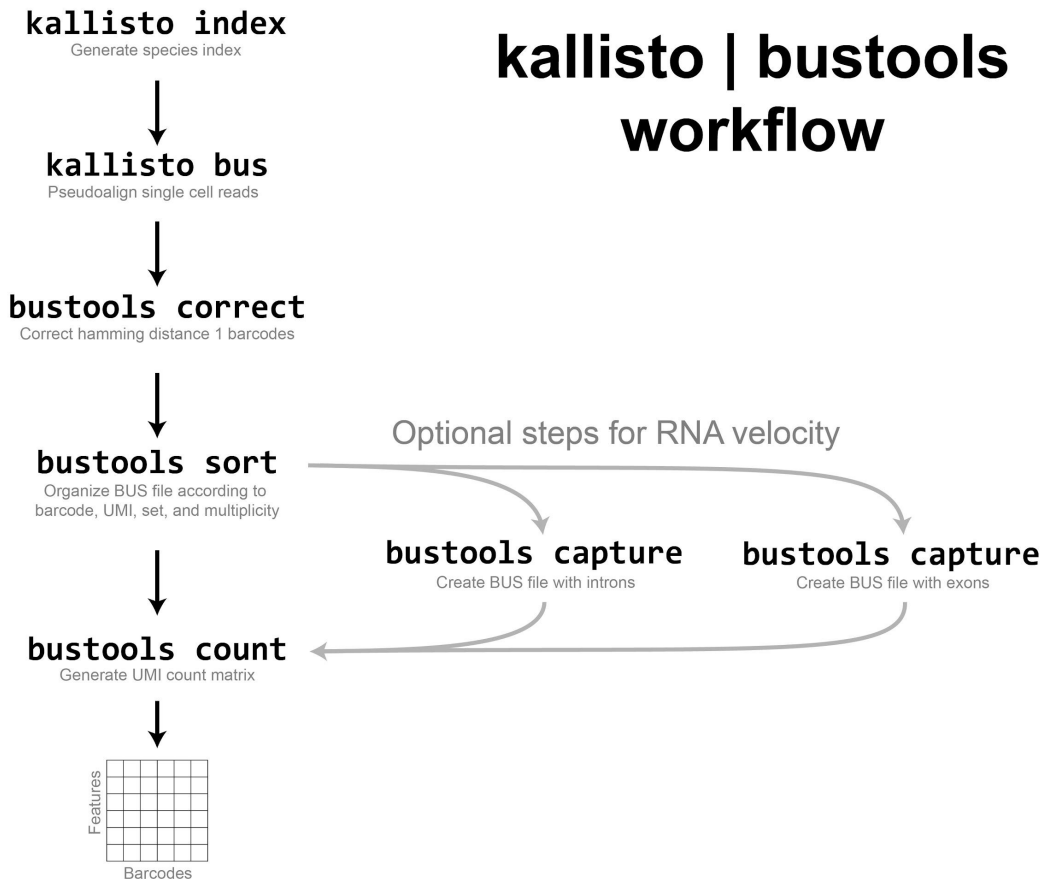 kallisto | bustools
workflow
kallisto index
Generate species index
kallisto bus
Pseudoalign single cell reads
bustools correct
Correct hamming distance 1 barcodes
bustools sort
Organize BUS file according to
barcode, UMI, set, and multiplicity
Optional steps for RNA velocity
bustools capture
Create BUS file with introns
bustools capture
Create BUS file with exons
bustools count
Generate UMI count matrix
Features
Barcodes